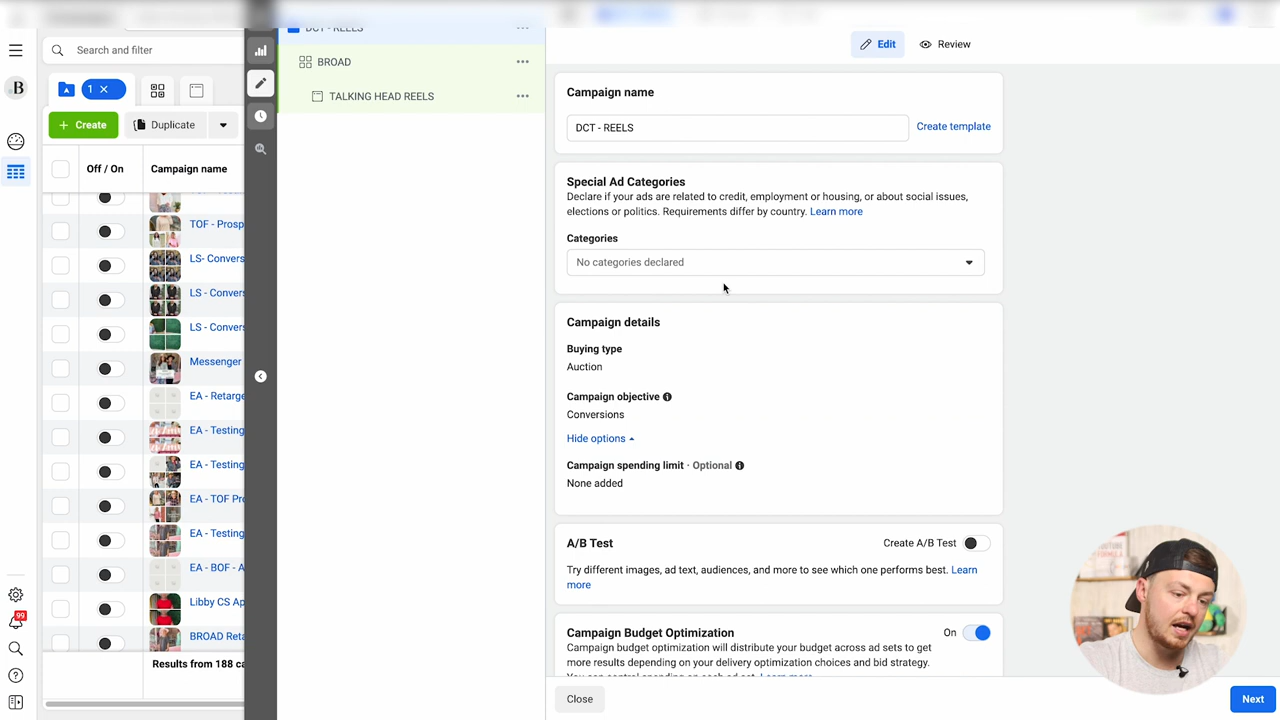 DCT - REELS
Edit
Review
Search and filter
BROAD
1
TALKING HEAD REELS
Campaign name
Create
Duplicate
DCT - REELS
Create template
Off / On
Campaign name
Special Ad Categories
Declare if your ads are related to credit, employment or housing, or about social issues,
elections or politics. Requirements differ by country. Learn more
Categories
No categories declared
TOF - Prosp
LS- Convers
LS - Convers
LS - Convers
Messenger
EA - Retarge
EA - Testing
EA - Testing
EA - TOF Pro
EA - Testing
EA - BOF - A
Libby CS Ap
BROAD Reta
Results from 188 ca
Campaign details
Buying type
Auction
Campaign objective
Conversions
Hide options
Campaign spending limit · Optional
None added
A/B Test
Create A/B Test
Try different images, ad text, audiences, and more to see which one performs best. Learn
more
Campaign Budget Optimization
On
Campaign budget optimization will distribute your budget across ad sets to get
more results depending on your delivery optimization choices and bid strategy.
Close
Next
99
B